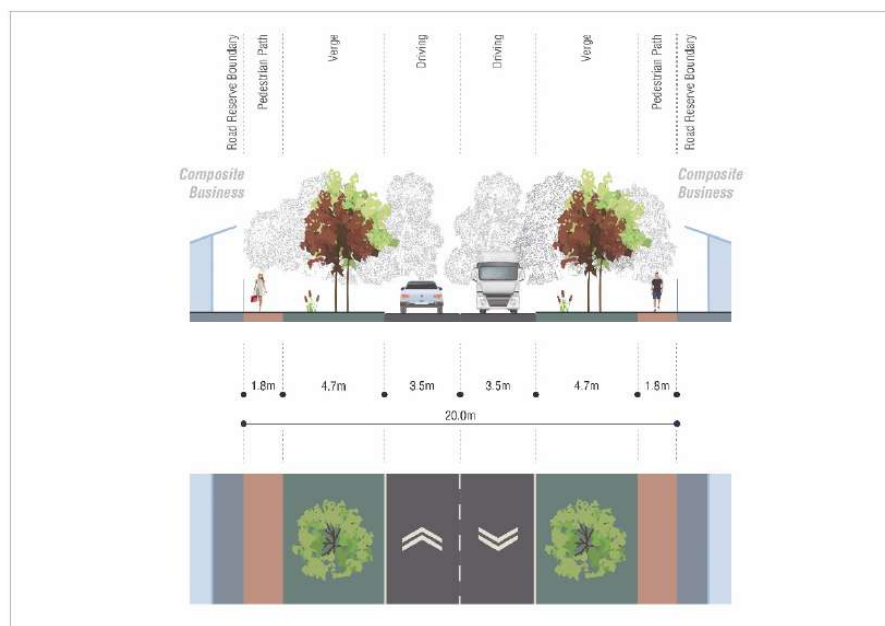 Road Reserve Boundary
Pedestrian Path
Verge
Driving
Driving
Verge
Pedestrian Path
Road Reserve Boundary
Composite
Business
Composite
Business
1.8m
4.7m
3.5m
3.5m
4.7m
1.8m
20.0m